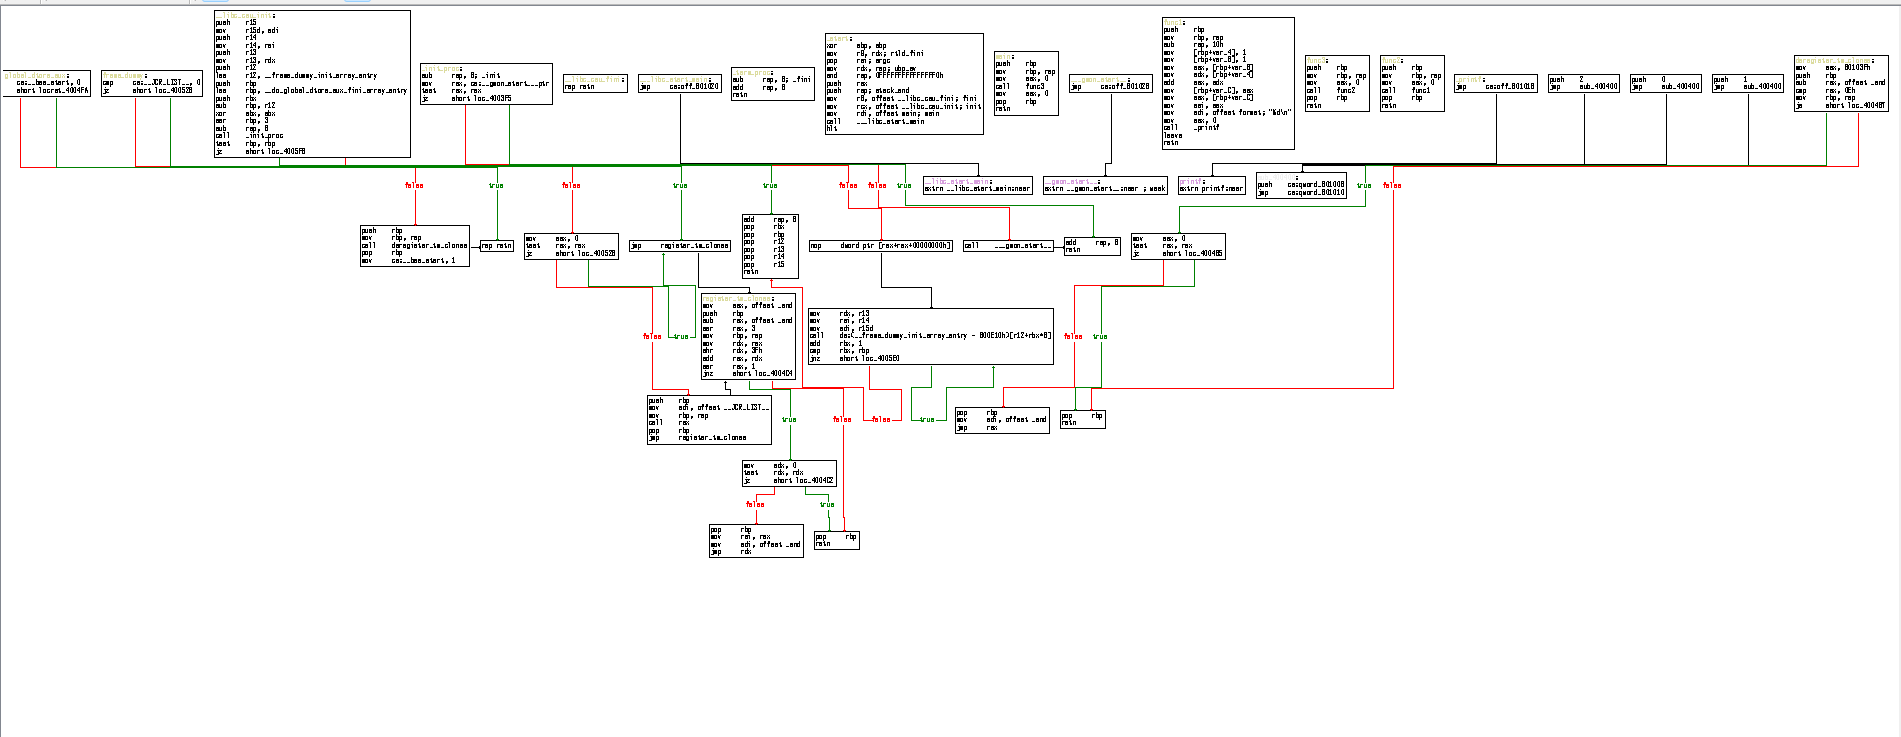 __libc_csu_init:
push r15
mov r15d, edi
push r14
mov r14, rsi
push r13
mov r13, rdx
push r12
lea r12, __frame_dummy_init_array_entry
push rbp
lea rbp, __do_global_dtors_aux_fini_array_entry
push rbx
sub rbp, r12
xor ebx, ebx
sar rbp, 3
sub rsp, 8
call _init_proc
test rbp, rbp
jz short loc_4005F6
frame_dummy:
cmp cs:__JCR_LIST__, 0
jz short loc_400528
_init_proc:
sub rsp, 8; _init
mov rax, cs:__gmon_start___ptr
test rax, rax
jz short loc_4003F5
__libc_csu_fini:
rep retn
__libc_start_main:
jmp cs:off_601020
_term_proc:
sub rsp, 8; _fini
add rsp, 8
retn
_start:
xor ebp, ebp
mov r9, rdx; rtld_fini
pop rsi; argc
mov rdx, rsp; ubp_av
and rsp, 0FFFFFFFFFFFFFFF0h
push rax
push rsp; stack_end
mov r8, offset __libc_csu_fini; fini
mov rcx, offset __libc_csu_init; init
mov rdi, offset main; main
call ___libc_start_main
hlt
main:
push rbp
mov rbp, rsp
mov eax, 0
call func3
mov eax, 0
pop rbp
retn
__gmon_start__:
jmp cs:off_601028
func1:
push rbp
mov rbp, rsp
sub rsp, 10h
mov [rbp+var_4], 1
mov [rbp+var_8], 1
mov eax, [rbp+var_8]
mov edx, [rbp+var_4]
add eax, edx
mov [rbp+var_C], eax
mov eax, [rbp+var_C]
mov esi, eax
mov edi, offset format; "%d\n"
mov eax, 0
call _printf
leave
retn
func3:
push rbp
mov rbp, rsp
mov eax, 0
call func2
pop rbp
retn
func2:
push rbp
mov rbp, rsp
mov eax, 0
call func1
pop rbp
retn
_printf:
jmp cs:off_601018
push 2
jmp sub_400400
push 0
jmp sub_400400
push 1
jmp sub_400400
deregister_tm_clones:
mov eax, 60103Fh
push rbp
sub rax, offset _end
cmp rax, 0Eh
mov rbp, rsp
false
true
false
true
true
false
false
true
__libc_start_main:
extrn __libc_start_main:near
__gmon_start__:
extrn __gmon_start__:near ; weak
printf:
extrn printf:near
push cs:qword_601008
jmp cs:qword_601010
true
false
push rbp
mov rbp, rsp
call deregister_tm_clones
pop rbp
mov cs:__bss_start, 1
rep retn
mov eax, 0
test rax, rax
jz short loc_400528
jmp register_tm_clones
add rsp, 8
pop rbx
pop rbp
pop r12
pop r13
pop r14
pop r15
retn
nop dword ptr [rax+rax+00000000h]
call ___gmon_start__
add rsp, 8
retn
mov eax, 0
test rax, rax
jz short loc_4004B5
register_tm_clones:
mov eax, offset _end
push rbp
sub rax, offset _end
sar rax, 3
mov rbp, rsp
mov rdx, rax
shr rdx, 3Fh
add rax, rdx
sar rax, 1
jnz short loc_4004C4
mov rdx, r13
mov rsi, r14
mov edi, r15d
call ds:(__frame_dummy_init_array_entry - 600E10h)[r12+rbx*8]
add rbx, 1
cmp rbx, rbp
jnz short loc_4005E0
false
true
false
true
push rbp
mov edi, offset __JCR_LIST__
mov rbp, rsp
call rax
pop rbp
jmp register_tm_clones
true
false
false
true
pop rbp
mov edi, offset _end
jmp rax
pop rbp
retn
mov edx, 0
test rdx, rdx
jz short loc_4004C2
false
true
pop rbp
mov rsi, rax
mov edi, offset _end
jmp rdx
pop rbp
retn